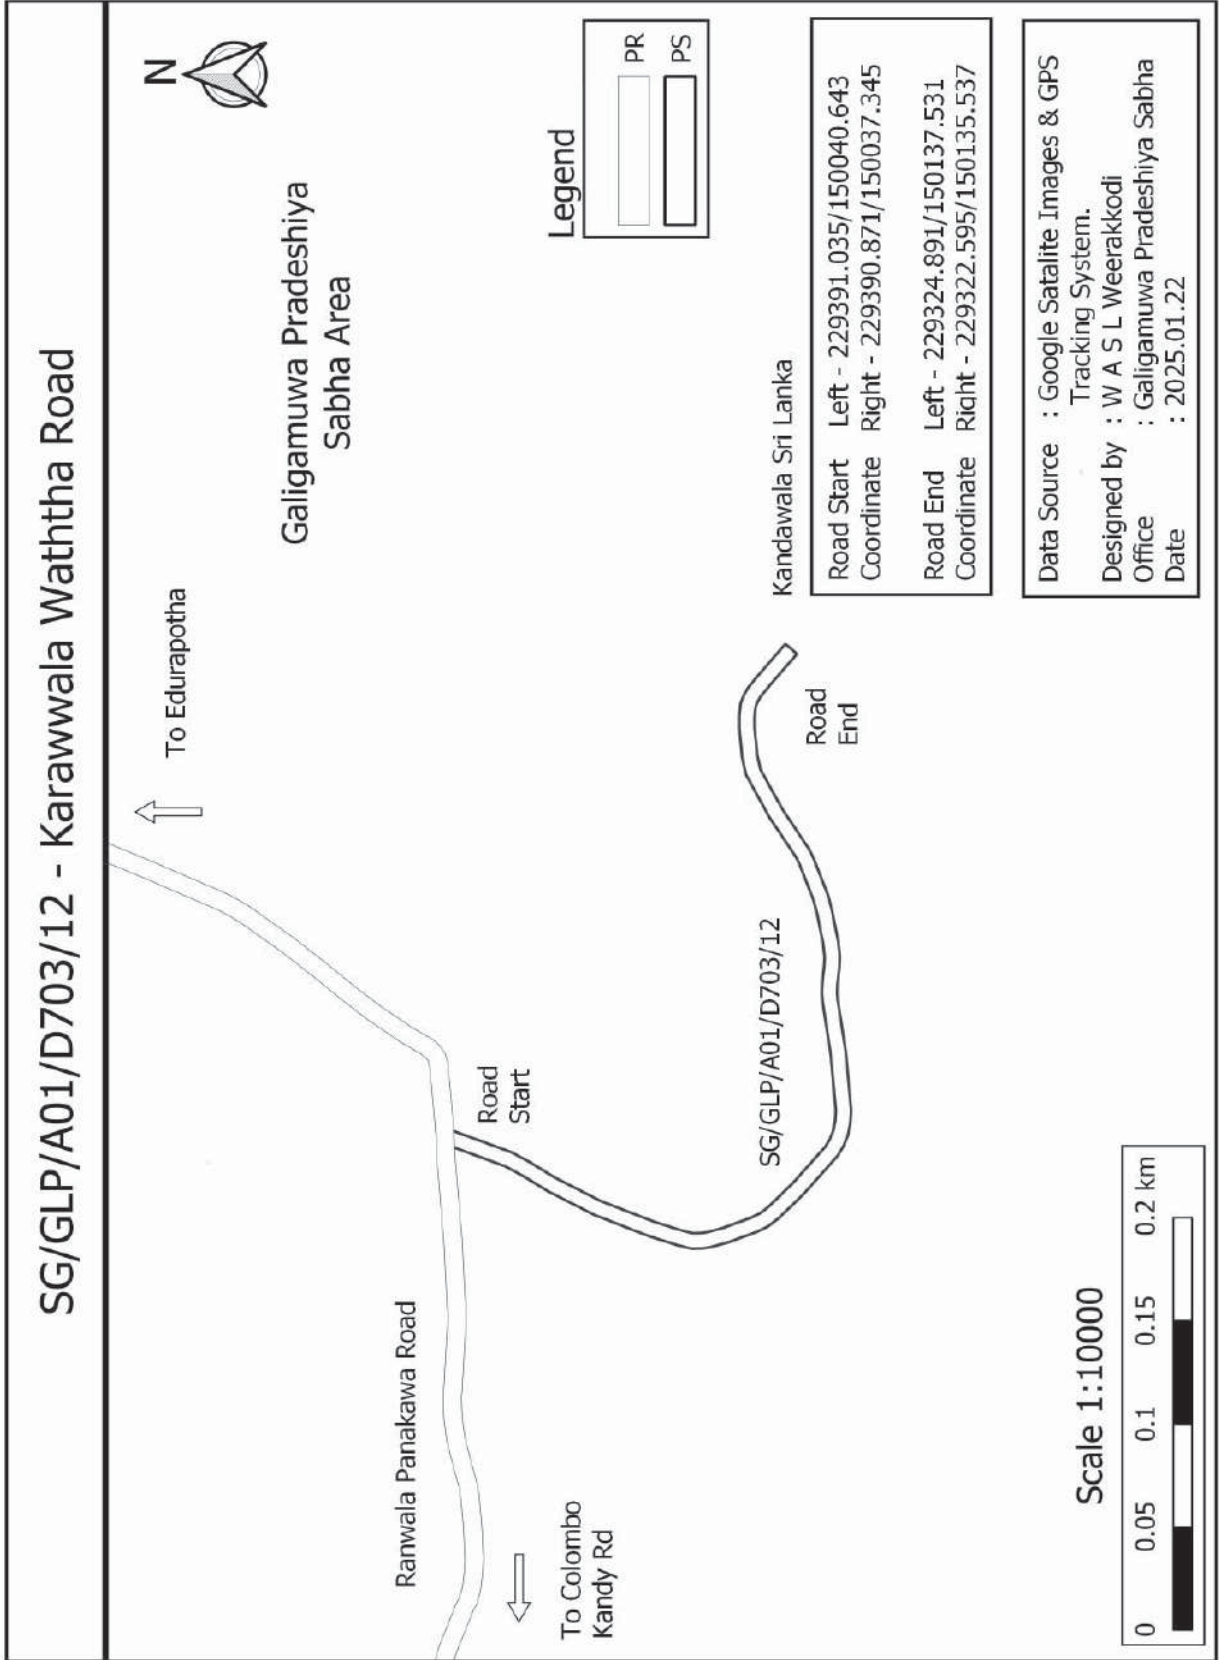 SG/GLP/A01/D703/12 - Karawwala Waththa Road
N
To Edurapotha
Galigamuwa Pradeshiya
Sabha Area
Ranwala Panakawa Road
Road
Start
To Colombo
Kandy Rd
Legend
PR
PS
SG/GLP/A01/D703/12
Road
End
Kandawala Sri Lanka
Road Start Left - 229391.035/150040.643
Coordinate Right - 229390.871/150037.345
Road End Left - 229324.891/150137.531
Coordinate Right - 229322.595/150135.537
Scale 1:10000
0 0.05 0.1 0.15 0.2 km
Data Source : Google Satalite Images & GPS
Tracking System.
Designed by : W A S L Weerakkodi
Office : Galigamuwa Pradeshiya Sabha
Date : 2025.01.22